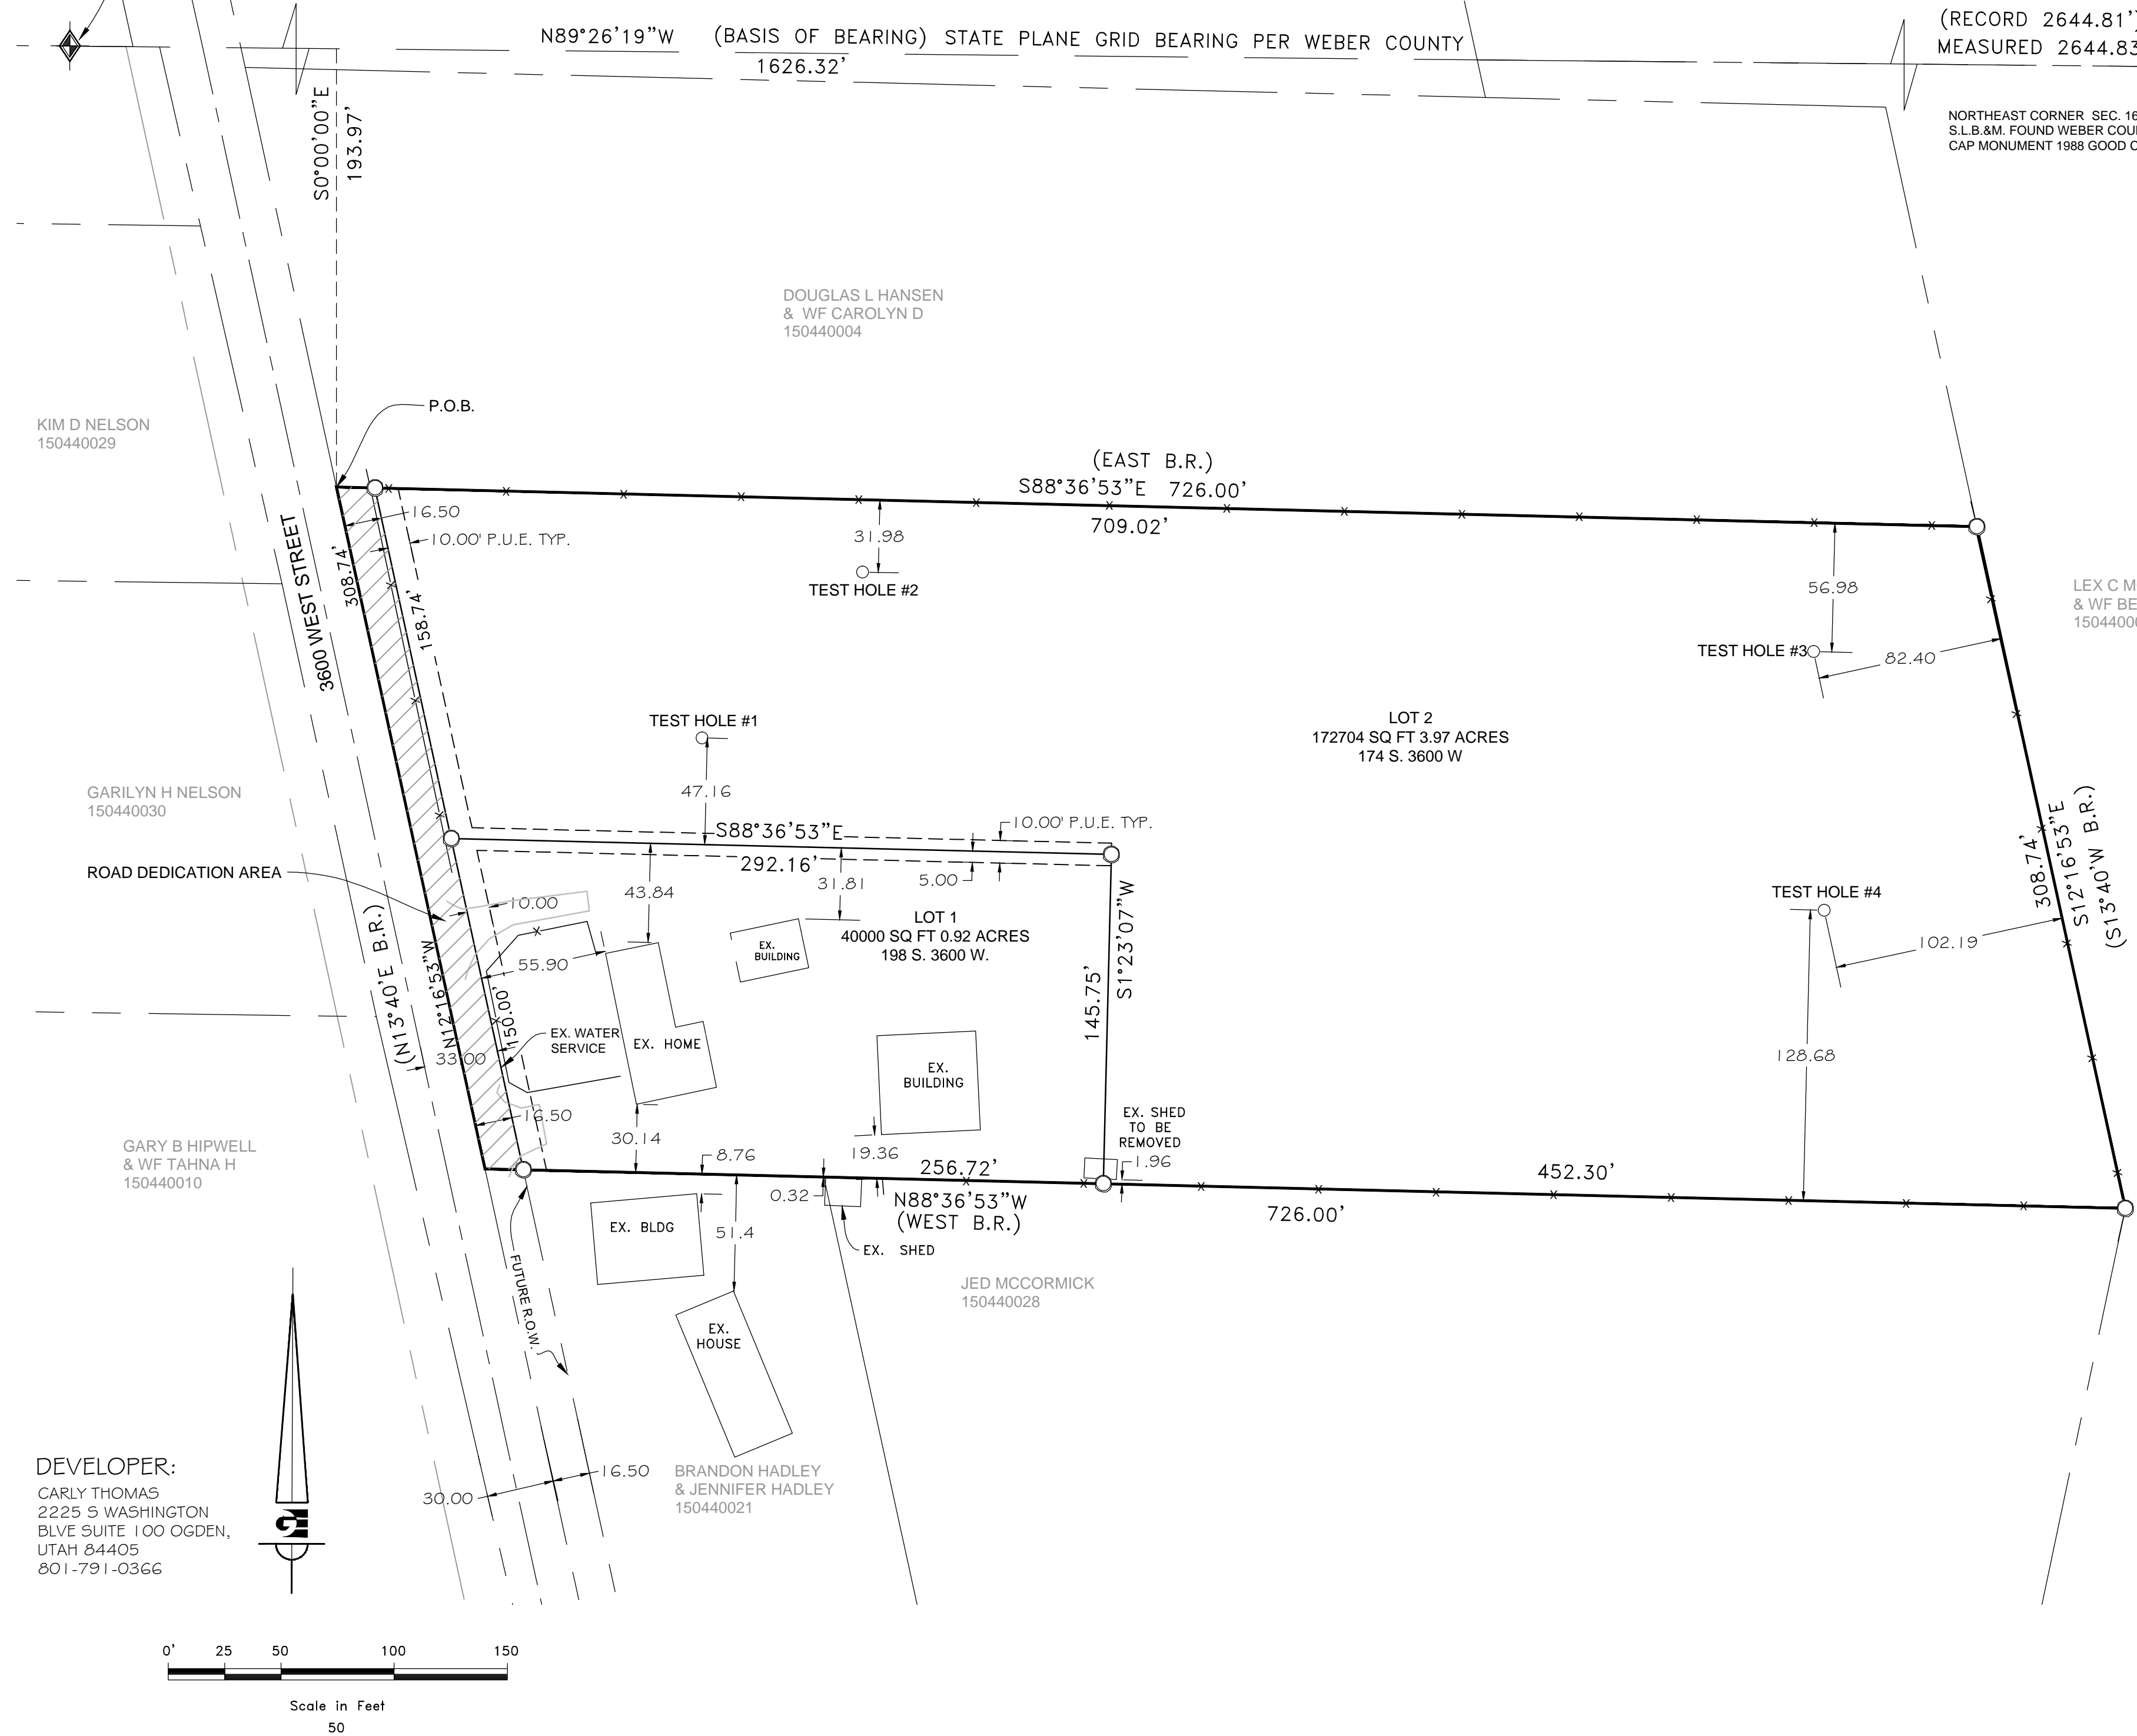 N89°26'19"W (BASIS OF BEARING) STATE PLANE GRID BEARING PER WEBER COUNTY
1626.32'
(RECORD 2644.81')
MEASURED 2644.83
NORTHEAST CORNER SEC. 16
S.L.B.&M. FOUND WEBER COU
CAP MONUMENT 1988 GOOD C
S0°00'00"E
193.97'
DOUGLAS L HANSEN
& WF CAROLYN D
150440004
KIM D NELSON
150440029
P.O.B.
(EAST B.R.)
S88°36'53"E 726.00'
709.02'
16.50
10.00' P.U.E. TYP.
31.98
TEST HOLE #2
56.98
TEST HOLE #3
82.40
LEX C M
& WF BE
1504400
3600 WEST STREET
308.74'
158.74'
TEST HOLE #1
47.16
LOT 2
172704 SQ FT 3.97 ACRES
174 S. 3600 W
GARILYN H NELSON
150440030
ROAD DEDICATION AREA
S88°36'53"E
292.16'
10.00' P.U.E. TYP.
5.00
43.84
31.81
10.00
LOT 1
40000 SQ FT 0.92 ACRES
198 S. 3600 W.
EX.
BUILDING
55.90
145.75'
S1°23'07"W
TEST HOLE #4
102.19
128.68
308.74'
S12°16'53"E
(S13°40'W B.R.)
(N13°40'E B.R.)
N12°16'53"W
150.00'
33.00
EX. WATER
SERVICE
EX. HOME
EX.
BUILDING
16.50
30.14
8.76
19.36
256.72'
EX. SHED
TO BE
REMOVED
1.96
452.30'
0.32
N88°36'53"W
(WEST B.R.)
726.00'
GARY B HIPWELL
& WF TAHNA H
150440010
EX. BLDG
51.4
EX. SHED
FUTURE R.O.W.
EX.
HOUSE
JED MCCORMICK
150440028
BRANDON HADLEY
& JENNIFER HADLEY
150440021
16.50
30.00
DEVELOPER:
CARLY THOMAS
2225 S WASHINGTON
BLVE SUITE 100 OGDEN,
UTAH 84405
801-791-0366
0' 25 50 100 150
Scale in Feet
50